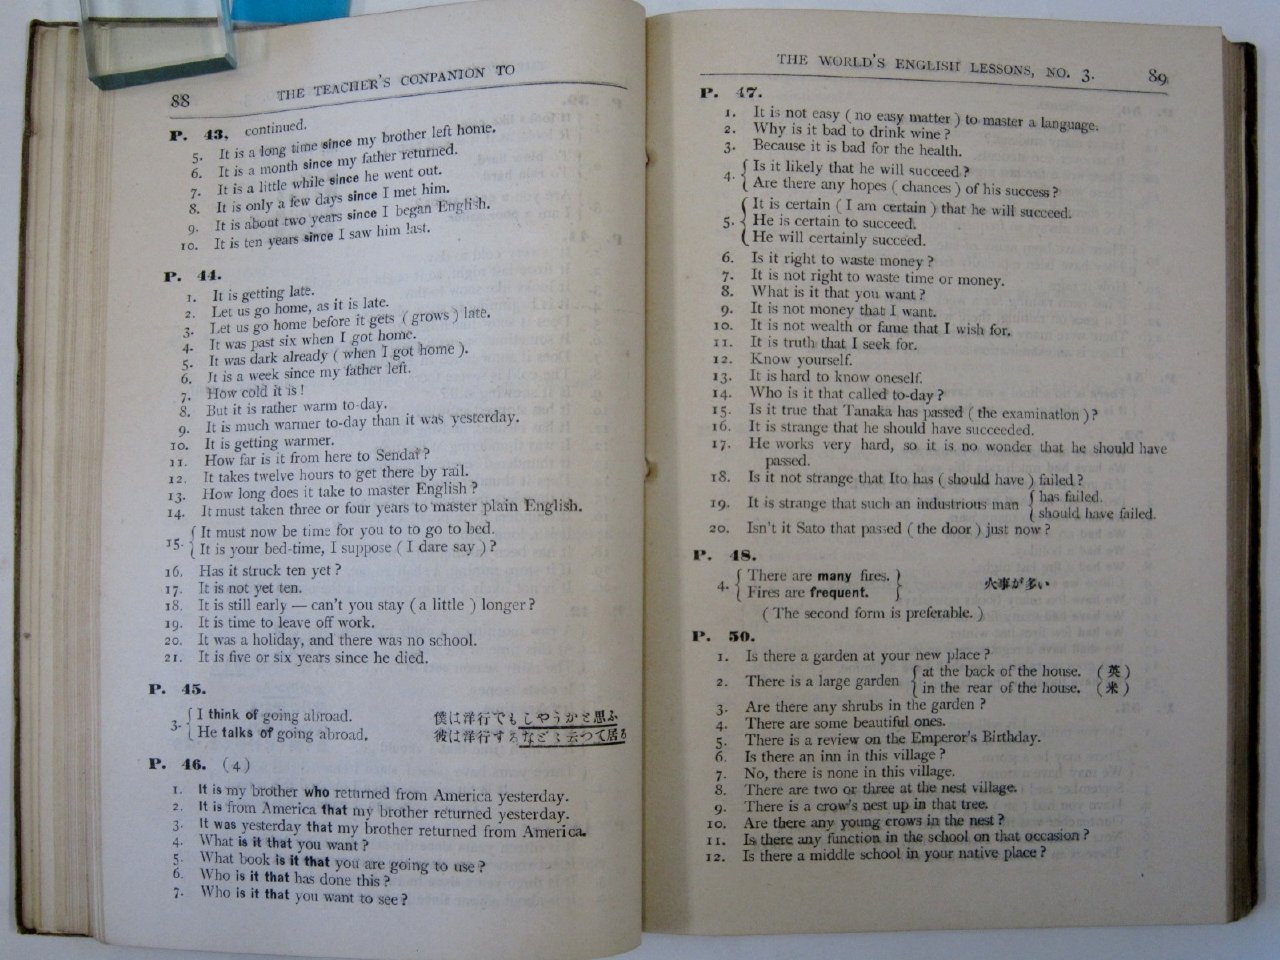 88 THE TEACHER'S CONPANION TO
P. 43, continued.
5. It is a long time since my brother left home.
6. It is a month since my father returned.
7. It is a little while since he went out.
8. It is only a few days since I met him.
9. It is about two years since I began English.
10. It is ten years since I saw him last.
P. 44.
1. It is getting late.
2. Let us go home, as it is late.
3. Let us go home before it gets ( grows ) late.
4. It was past six when I got home.
5. It was dark already ( when I got home ).
6. It is a week since my father left.
7. How cold it is !
8. But it is rather warm to-day.
9. It is much warmer to-day than it was yesterday.
10. It is getting warmer.
11. How far is it from here to Sendai ?
12. It takes twelve hours to get there by rail.
13. How long does it take to master English ?
14. It must taken three or four years to master plain English.
15. It must now be time for you to to go to bed.
It is your bed-time, I suppose ( I dare say ) ?
16. Has it struck ten yet ?
17. It is not yet ten.
18. It is still early — can't you stay ( a little ) longer ?
19. It is time to leave off work.
20. It was a holiday, and there was no school.
21. It is five or six years since he died.
P. 45.
3. I think of going abroad. 僕は洋行でもしやうかと思ふ
He talks of going abroad. 彼は洋行するなどと云つて居る
P. 46. (4)
1. It is my brother who returned from America yesterday.
2. It is from America that my brother returned yesterday.
3. It was yesterday that my brother returned from America.
4. What is it that you want ?
5. What book is it that you are going to use ?
6. Who is it that has done this ?
7. Who is it that you want to see ?
THE WORLD'S ENGLISH LESSONS, NO. 3. 89
P. 47.
1. It is not easy ( no easy matter ) to master a language.
2. Why is it bad to drink wine ?
3. Because it is bad for the health.
4. Is it likely that he will succeed ?
Are there any hopes ( chances ) of his success ?
5. It is certain ( I am certain ) that he will succeed.
He is certain to succeed.
He will certainly succeed.
6. Is it right to waste money ?
7. It is not right to waste time or money.
8. What is it that you want ?
9. It is not money that I want.
10. It is not wealth or fame that I wish for.
11. It is truth that I seek for.
12. Know yourself.
13. It is hard to know oneself.
14. Who is it that called to-day ?
15. Is it true that Tanaka has passed ( the examination ) ?
16. It is strange that he should have succeeded.
17. He works very hard, so it is no wonder that he should have
passed.
18. Is it not strange that Ito has ( should have ) failed ?
19. It is strange that such an industrious man has failed.
should have failed.
20. Isn't it Sato that passed ( the door ) just now ?
P. 48.
4. There are many fires. 火事が多い
Fires are frequent.
( The second form is preferable. )
P. 50.
1. Is there a garden at your new place ?
2. There is a large garden at the back of the house. (英)
in the rear of the house. (米)
3. Are there any shrubs in the garden ?
4. There are some beautiful ones.
5. There is a review on the Emperor's Birthday.
6. Is there an inn in this village ?
7. No, there is none in this village.
8. There are two or three at the nest village.
9. There is a crow's nest up in that tree.
10. Are there any young crows in the nest ?
11. Is there any function in the school on that occasion ?
12. Is there a middle school in your native place ?